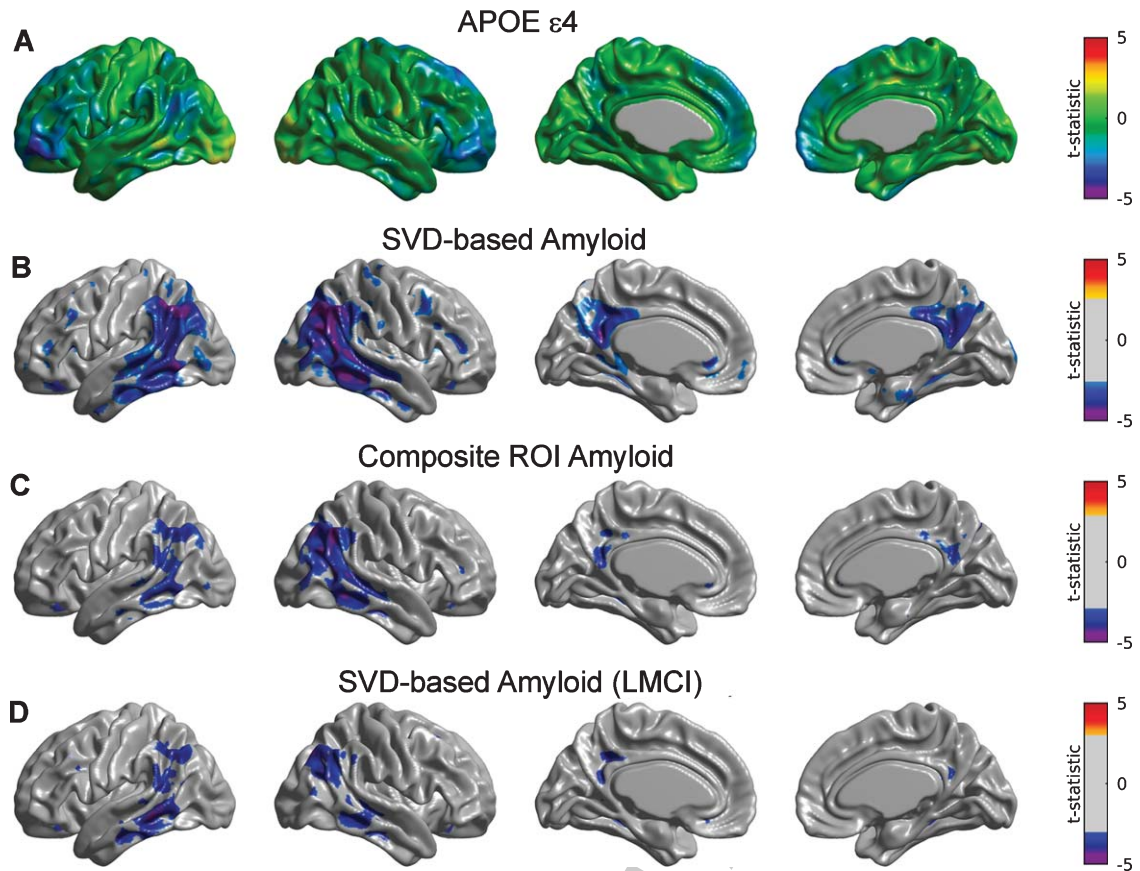 APOE ε4
A
5
0
-5
t-statistic
SVD-based Amyloid
B
5
0
-5
t-statistic
Composite ROI Amyloid
C
5
0
-5
t-statistic
SVD-based Amyloid (LMCI)
D
5
0
-5
t-statistic